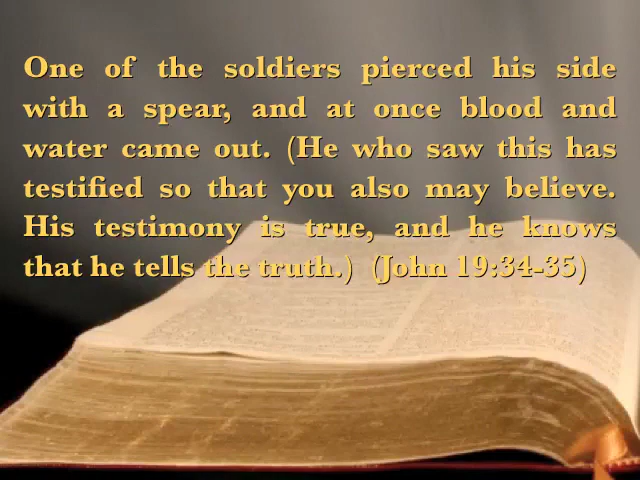 One of the soldiers pierced his side
with a spear, and at once blood and
water came out. (He who saw this has
testified so that you also may believe.
His testimony is true, and he knows
that he tells the truth.) (John 19:34-35)